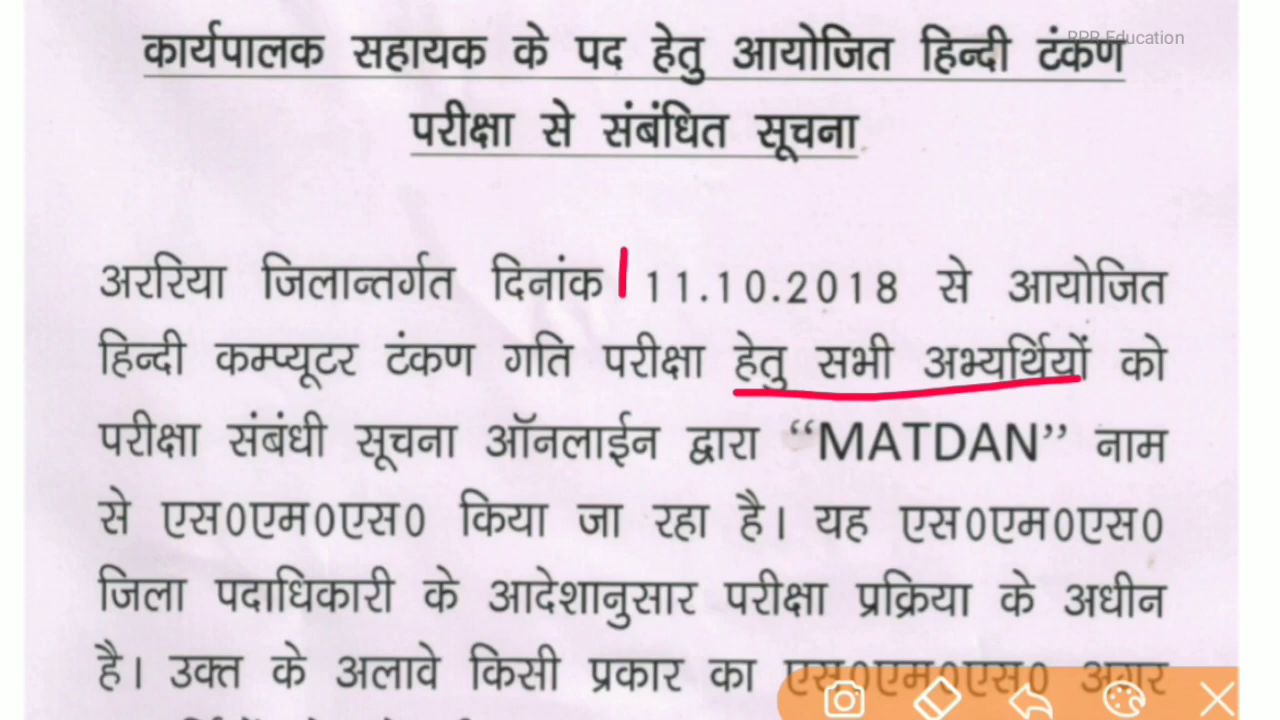 RPR Education
कार्यपालक सहायक के पद हेतु आयोजित हिन्दी टंकण
परीक्षा से संबंधित सूचना
अररिया जिलान्तर्गत दिनांक 11.10.2018 से आयोजित
हिन्दी कम्प्यूटर टंकण गति परीक्षा हेतु सभी अभ्यर्थियों को
परीक्षा संबंधी सूचना ऑनलाईन द्वारा “MATDAN” नाम
से एस0एम0एस0 किया जा रहा है। यह एस0एम0एस0
जिला पदाधिकारी के आदेशानुसार परीक्षा प्रक्रिया के अधीन
है। उक्त के अलावे किसी प्रकार का एस0एम0एस0 अगर